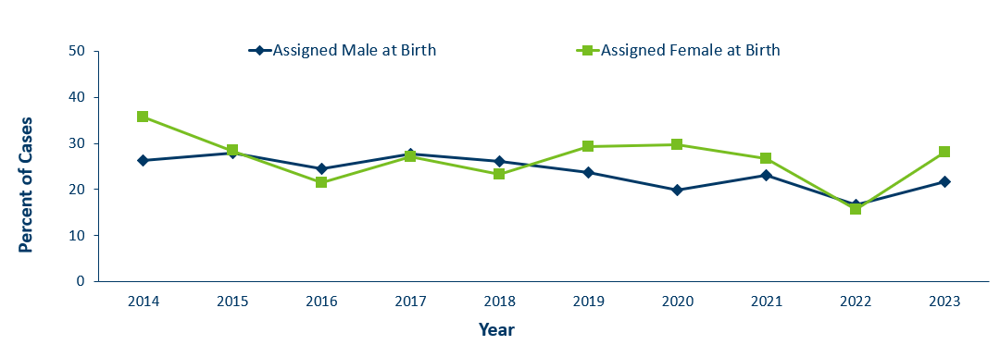 Assigned Male at Birth
Assigned Female at Birth
Percent of Cases
50
40
30
20
10
0
2014 2015 2016 2017 2018 2019 2020 2021 2022 2023
Year